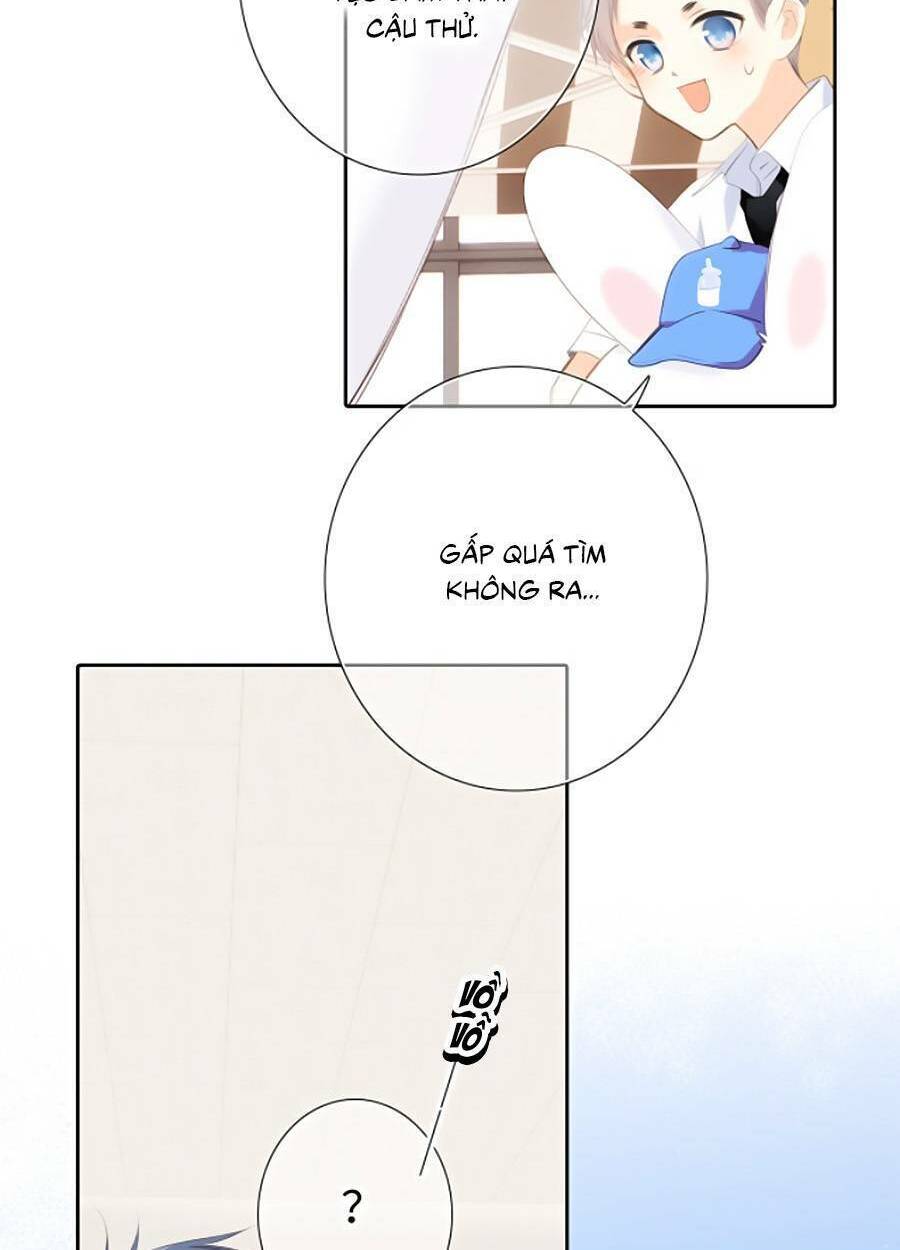 CẬU THỬ.
GẤP QUÁ TÌM
KHÔNG RA...
VỖ
VỖ
?